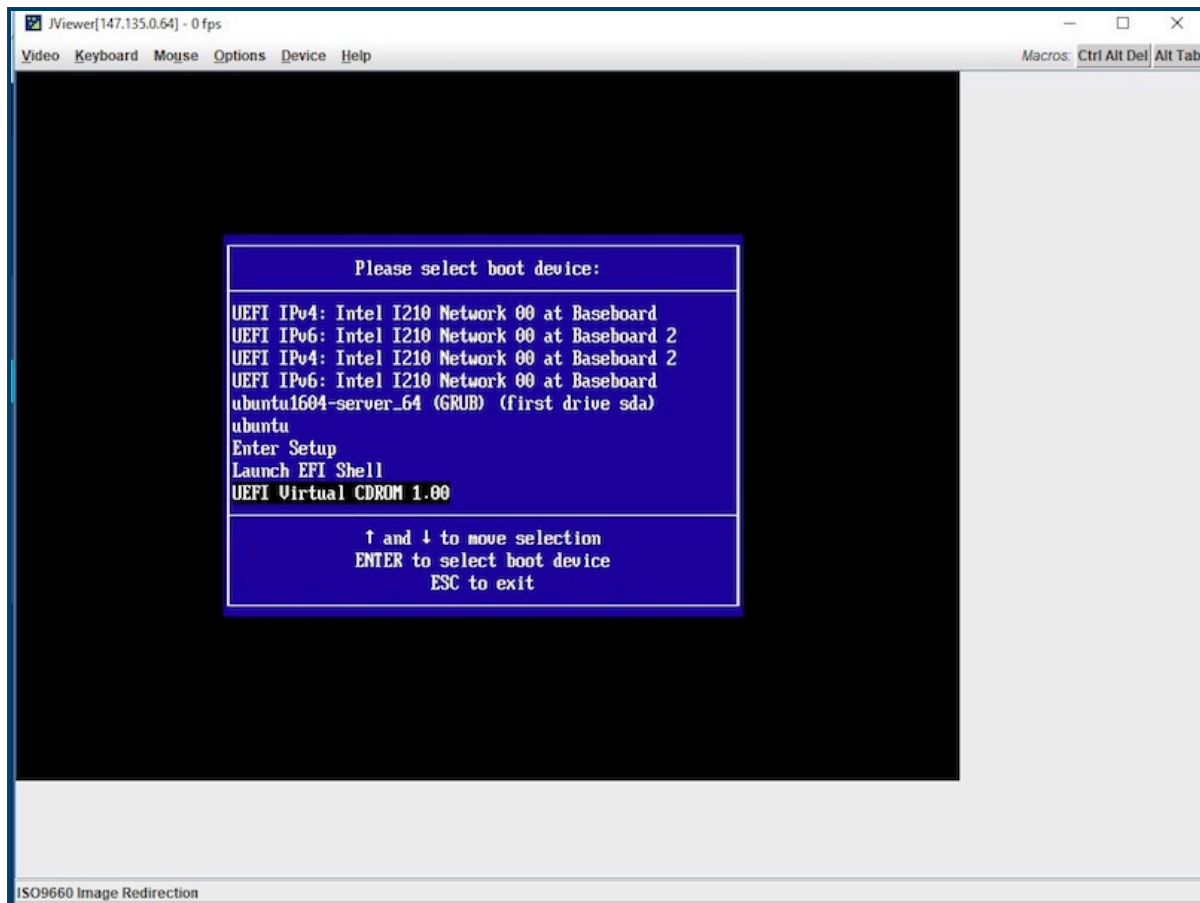 JViewer[147.135.0.64] - 0 fps
Video Keyboard Mouse Options Device Help
Macros: Ctrl Alt Del Alt Tab
Please select boot device:
UEFI IPv4: Intel I210 Network 00 at Baseboard
UEFI IPv6: Intel I210 Network 00 at Baseboard 2
UEFI IPv4: Intel I210 Network 00 at Baseboard 2
UEFI IPv6: Intel I210 Network 00 at Baseboard
ubuntu1604-server_64 (GRUB) (first drive sda)
ubuntu
Enter Setup
Launch EFI Shell
UEFI Virtual CDROM 1.00
↑ and ↓ to move selection
ENTER to select boot device
ESC to exit
ISO9660 Image Redirection